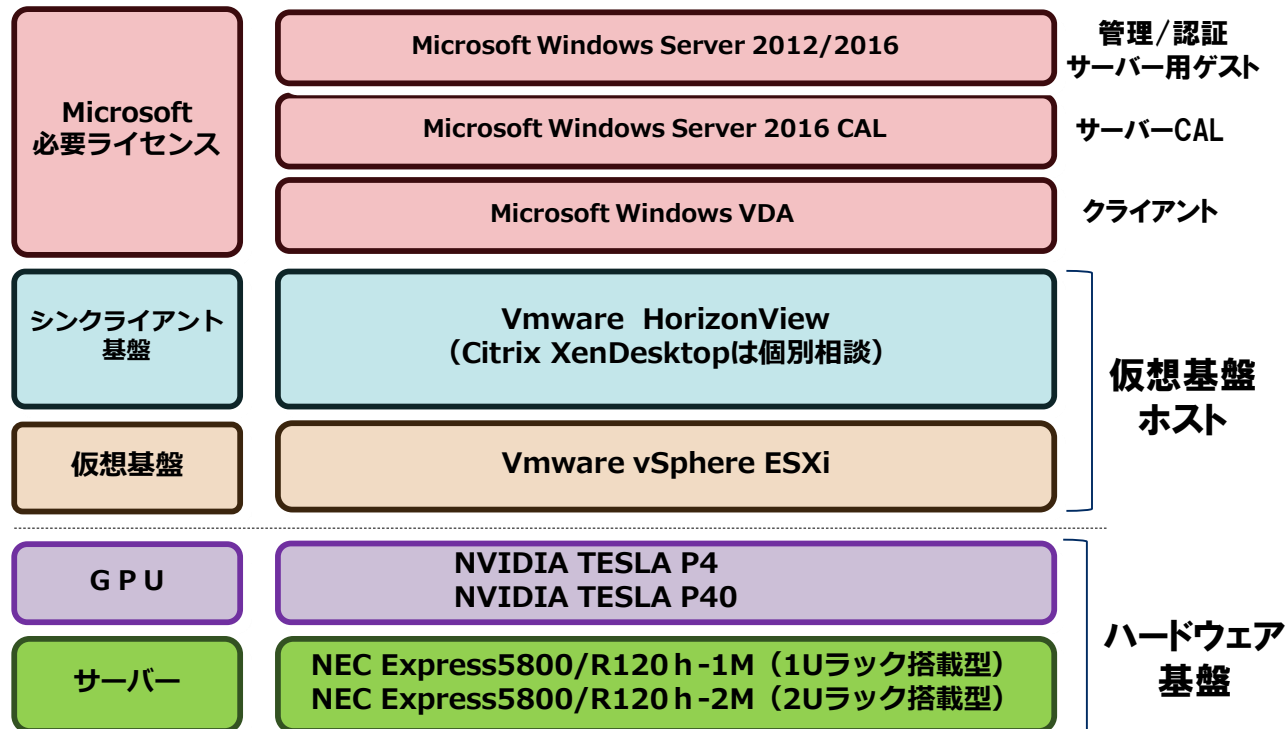 Microsoft
必要ライセンス
Microsoft Windows Server 2012/2016
管理/認証
サーバー用ゲスト
Microsoft Windows Server 2016 CAL
サーバーCAL
Microsoft Windows VDA
クライアント
シンクライアント
基盤
Vmware HorizonView
（Citrix XenDesktopは個別相談）
仮想基盤
Vmware vSphere ESXi
仮想基盤
ホスト
ＧＰＵ
NVIDIA TESLA P4
NVIDIA TESLA P40
サーバー
NEC Express5800/R120ｈ-1M（1Uラック搭載型）
NEC Express5800/R120ｈ-2M（2Uラック搭載型）
ハードウェア
基盤